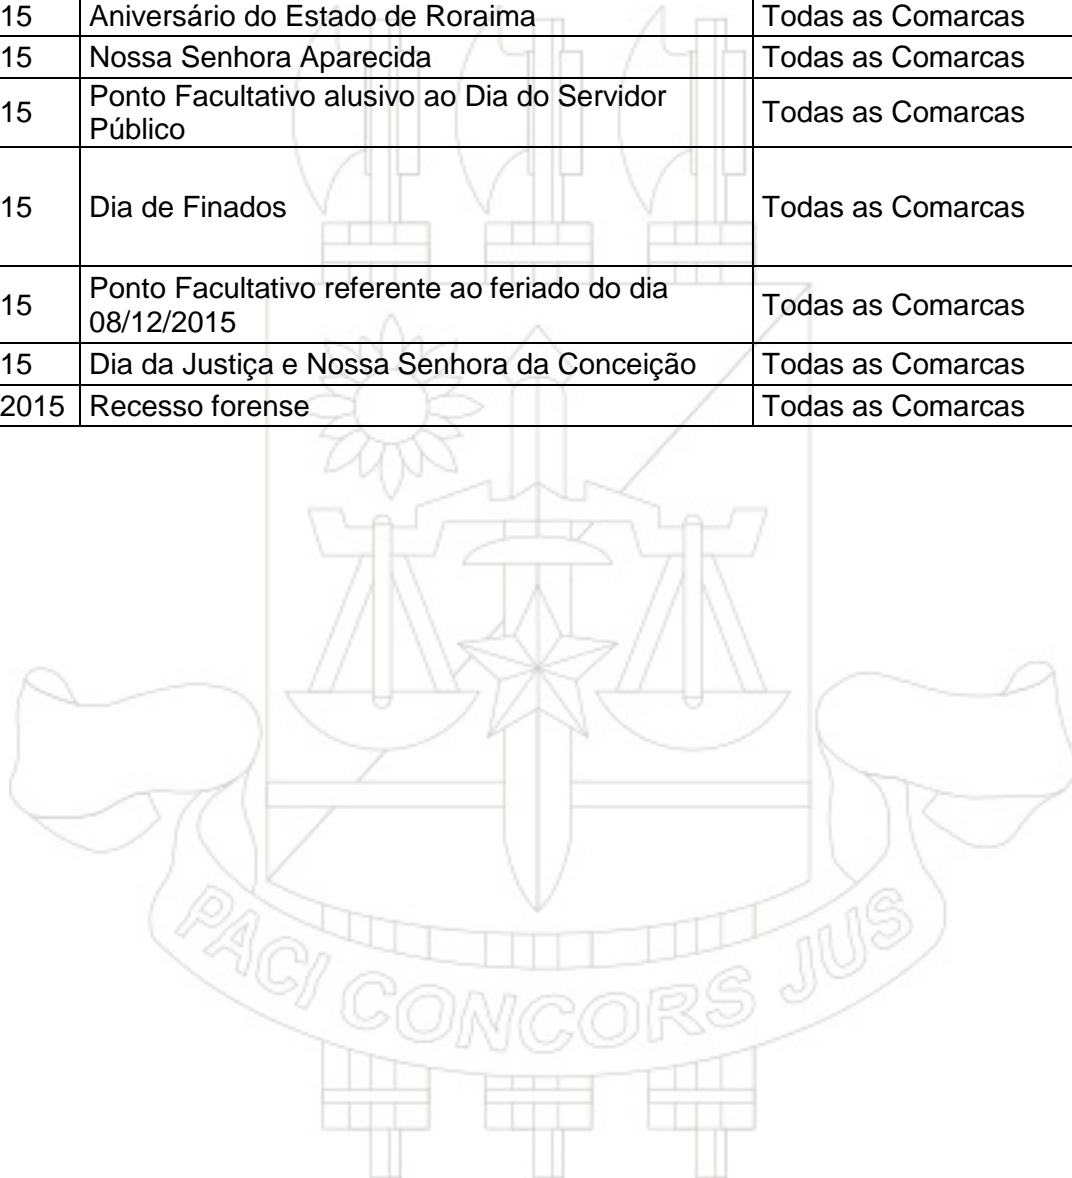 15 Aniversário do Estado de Roraima Todas as Comarcas
15 Nossa Senhora Aparecida Todas as Comarcas
15 Ponto Facultativo alusivo ao Dia do Servidor Público Todas as Comarcas
15 Dia de Finados Todas as Comarcas
15 Ponto Facultativo referente ao feriado do dia 08/12/2015 Todas as Comarcas
15 Dia da Justiça e Nossa Senhora da Conceição Todas as Comarcas
2015 Recesso forense Todas as Comarcas
PACI CONCORS JUS